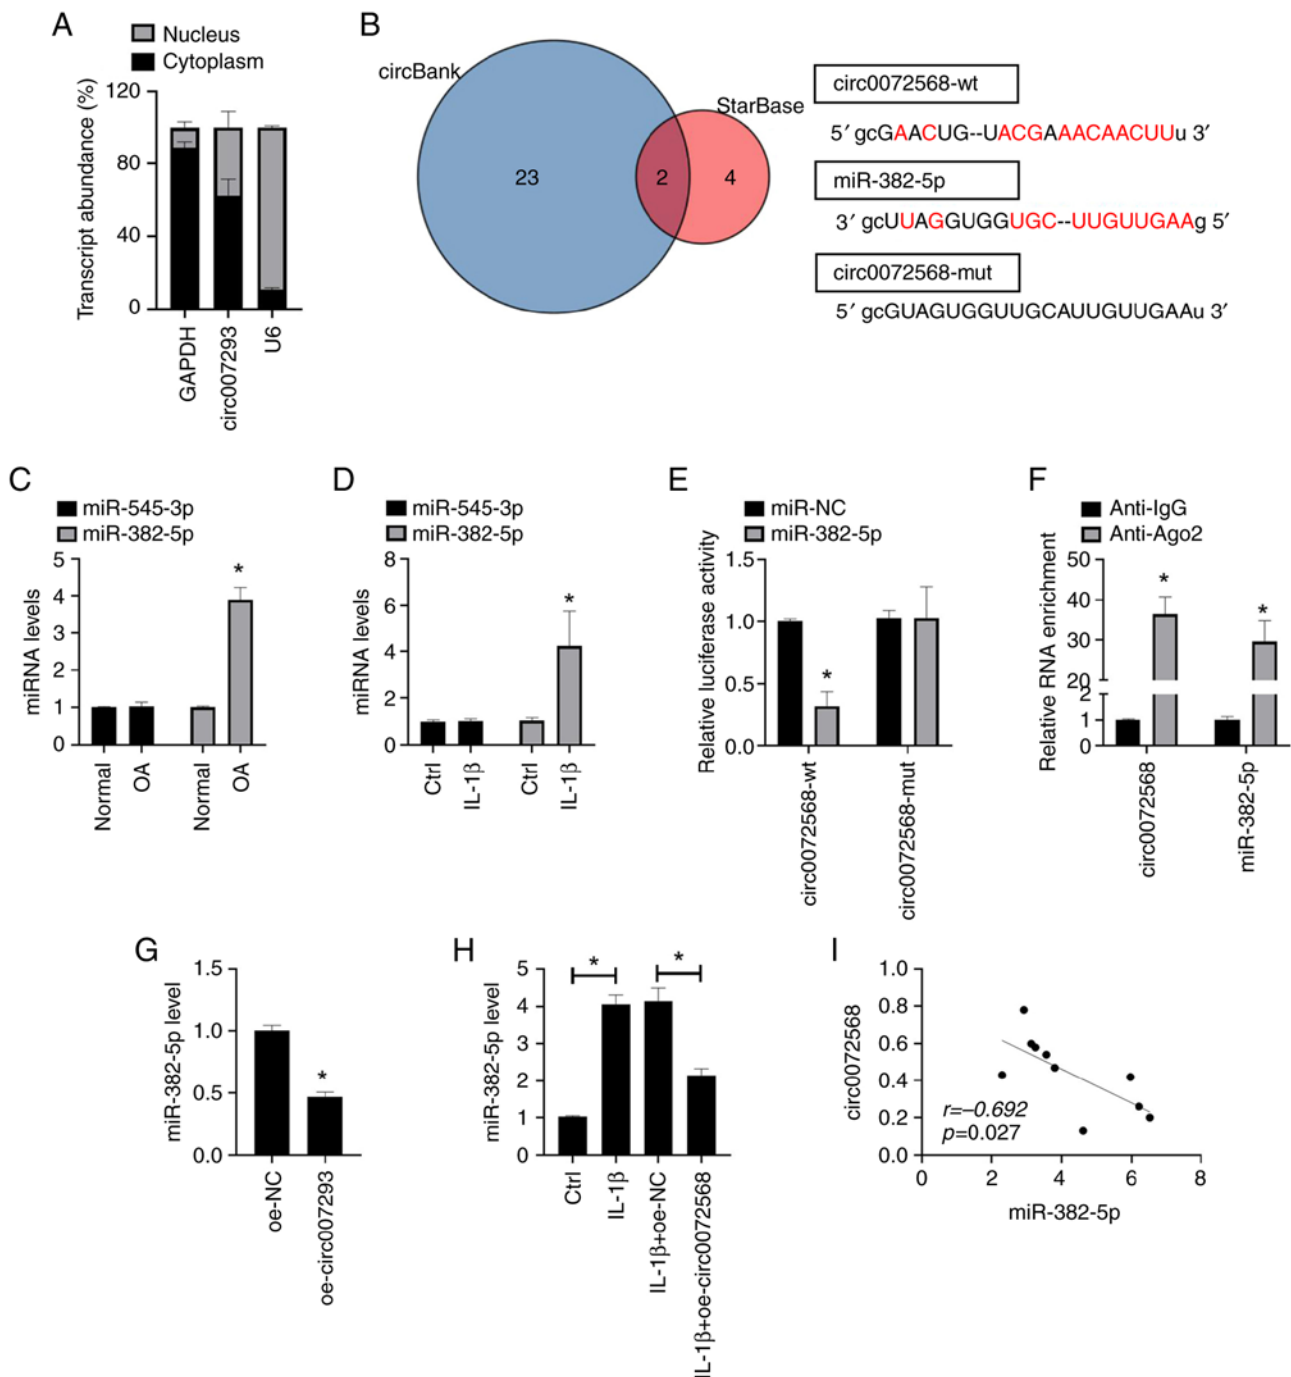 A
Nucleus
Cytoplasm
Transcript abundance (%)
120
80
40
0
GAPDH
circ007293
U6
B
circBank
StarBase
23
2
4
circ0072568-wt
5′ gcGAACUG--UACGAAACAACUUu 3′
miR-382-5p
3′ gcUUAGGUGGUGC--UUGUUGAAg 5′
circ0072568-mut
5′ gcGUAGUGGUUGCAUUGUUGAAu 3′
C
miR-545-3p
miR-382-5p
miRNA levels
5
4
3
2
1
0
Normal
OA
Normal
OA
*
D
miR-545-3p
miR-382-5p
miRNA levels
8
6
4
2
0
Ctrl
IL-1β
Ctrl
IL-1β
*
E
miR-NC
miR-382-5p
Relative luciferase activity
1.5
1.0
0.5
0.0
*
circ0072568-wt
circ0072568-mut
F
Anti-IgG
Anti-Ago2
Relative RNA enrichment
50
40
30
20
2
1
0
*
*
circ0072568
miR-382-5p
G
miR-382-5p level
1.5
1.0
0.5
0.0
*
oe-NC
oe-circ007293
H
miR-382-5p level
5
4
3
2
1
0
*
*
Ctrl
IL-1β
IL-1β+oe-NC
IL-1β+oe-circ0072568
I
circ0072568
1.0
0.8
0.6
0.4
0.2
0.0
r=–0.692
p=0.027
0
2
4
6
8
miR-382-5p